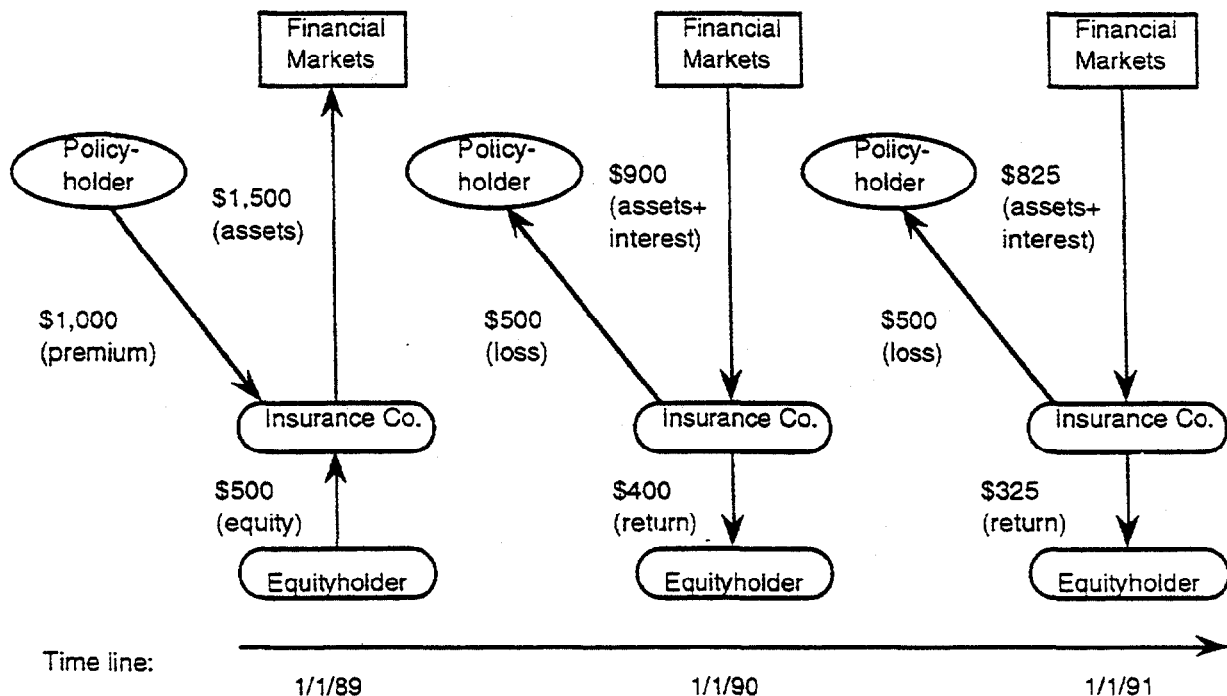 Financial
Markets
Policy-
holder
$1,500
(assets)
$1,000
(premium)
Insurance Co.
$500
(equity)
Equityholder
Financial
Markets
Policy-
holder
$900
(assets+
interest)
$500
(loss)
Insurance Co.
$400
(return)
Equityholder
Financial
Markets
Policy-
holder
$825
(assets+
interest)
$500
(loss)
Insurance Co.
$325
(return)
Equityholder
Time line:
1/1/89
1/1/90
1/1/91